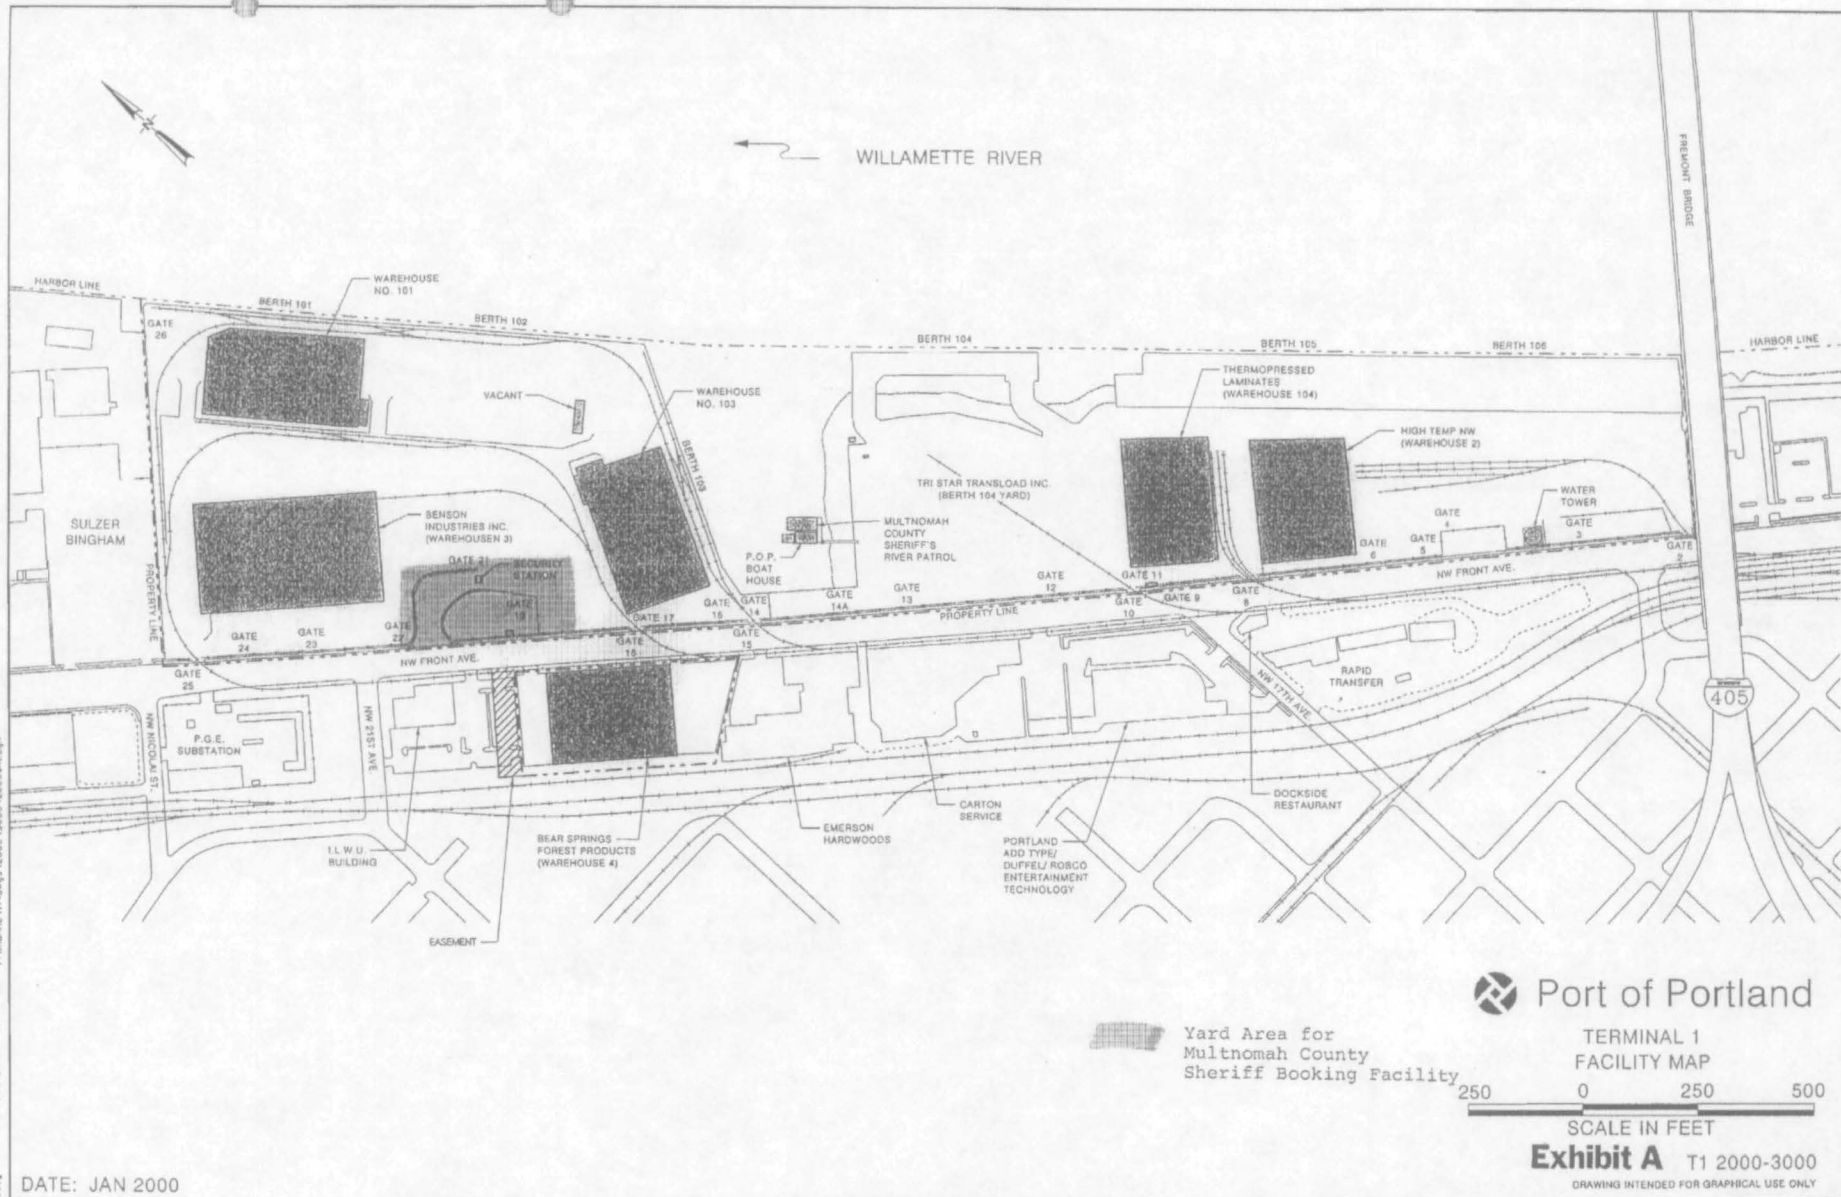 WILLAMETTE RIVER
FREMONT BRIDGE
HARBOR LINE
WAREHOUSE
NO. 101
BERTH 101
BERTH 102
GATE
26
BERTH 104
BERTH 105
BERTH 106
HARBOR LINE
VACANT
WAREHOUSE
NO. 103
THERMOPRESSED
LAMINATES
(WAREHOUSE 104)
HIGH TEMP NW
(WAREHOUSE 2)
BERTH 103
TRI STAR TRANSLOAD INC.
(BERTH 104 YARD)
WATER
TOWER
SULZER
BINGHAM
BENSON
INDUSTRIES INC.
(WAREHOUSEN 3)
MULTNOMAH
COUNTY
SHERIFF'S
RIVER PATROL
P.O.P.
BOAT
HOUSE
GATE
4
GATE
3
GATE
5
GATE
6
GATE
2
GATE 21
SECURITY
STATION
PROPERTY LINE
GATE
19
GATE
24
GATE
23
GATE
22
GATE 17
GATE
16
GATE
16
GATE
14
GATE
15
GATE
14A
GATE
13
GATE
12
GATE 11
GATE
10
GATE 9
GATE
8
PROPERTY LINE
NW FRONT AVE.
NW FRONT AVE.
GATE
25
NW NICOLAI ST.
P.G.E.
SUBSTATION
NW 21ST AVE
NW 17TH AVE.
RAPID
TRANSFER
405
I.L.W.U.
BUILDING
BEAR SPRINGS
FOREST PRODUCTS
(WAREHOUSE 4)
EMERSON
HARDWOODS
CARTON
SERVICE
PORTLAND
ADD TYPE/
DUFFEL/ ROSCO
ENTERTAINMENT
TECHNOLOGY
DOCKSIDE
RESTAURANT
EASEMENT
Yard Area for
Multnomah County
Sheriff Booking Facility
Port of Portland
TERMINAL 1
FACILITY MAP
250 0 250 500
SCALE IN FEET
Exhibit A T1 2000-3000
DRAWING INTENDED FOR GRAPHICAL USE ONLY
DATE: JAN 2000